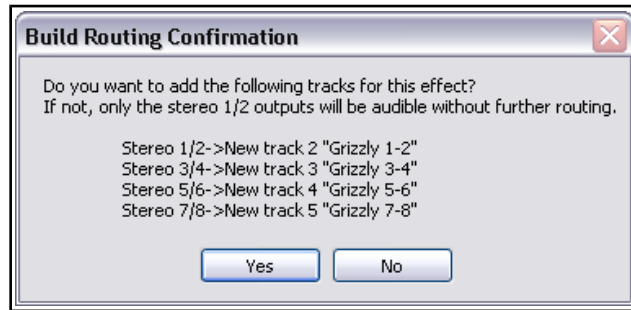 Build Routing Confirmation
Do you want to add the following tracks for this effect?
If not, only the stereo 1/2 outputs will be audible without further routing.
Stereo 1/2->New track 2 "Grizzly 1-2"
Stereo 3/4->New track 3 "Grizzly 3-4"
Stereo 5/6->New track 4 "Grizzly 5-6"
Stereo 7/8->New track 5 "Grizzly 7-8"
Yes No